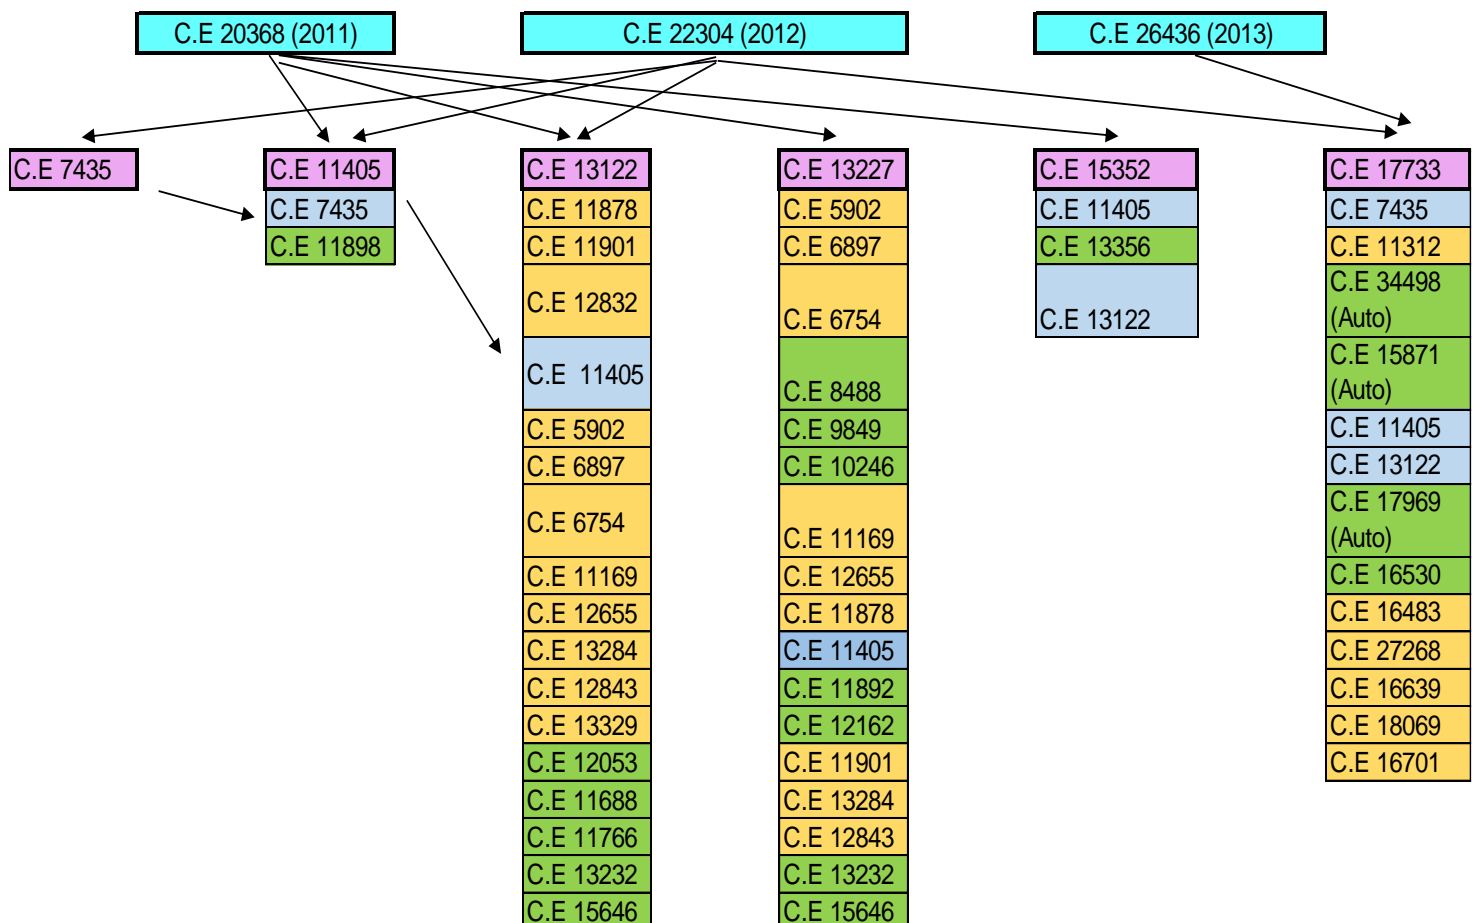 C.E 20368 (2011)
C.E 22304 (2012)
C.E 26436 (2013)
C.E 7435
C.E 11405
C.E 7435
C.E 11898
C.E 13122
C.E 11878
C.E 11901
C.E 12832
C.E 11405
C.E 5902
C.E 6897
C.E 6754
C.E 11169
C.E 12655
C.E 13284
C.E 12843
C.E 13329
C.E 12053
C.E 11688
C.E 11766
C.E 13232
C.E 15646
C.E 13227
C.E 5902
C.E 6897
C.E 6754
C.E 8488
C.E 9849
C.E 10246
C.E 11169
C.E 12655
C.E 11878
C.E 11405
C.E 11892
C.E 12162
C.E 11901
C.E 13284
C.E 12843
C.E 13232
C.E 15646
C.E 15352
C.E 11405
C.E 13356
C.E 13122
C.E 17733
C.E 7435
C.E 11312
C.E 34498
(Auto)
C.E 15871
(Auto)
C.E 11405
C.E 13122
C.E 17969
(Auto)
C.E 16530
C.E 16483
C.E 27268
C.E 16639
C.E 18069
C.E 16701